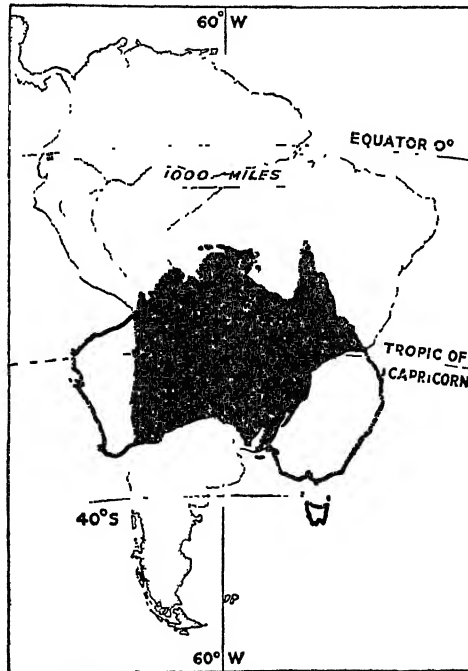 60° W
EQUATOR 0°
1000 MILES
TROPIC OF
CAPRICORN
40°S
60° W